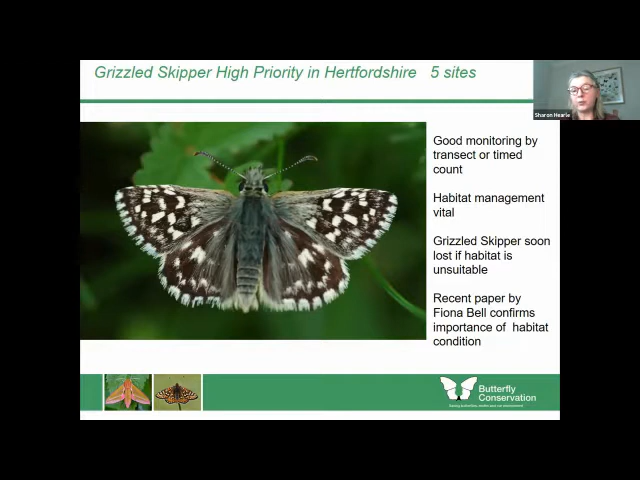 Grizzled Skipper High Priority in Hertfordshire 5 sites
Sharon Hearle
Good monitoring by
transect or timed
count
Habitat management
vital
Grizzled Skipper soon
lost if habitat is
unsuitable
Recent paper by
Fiona Bell confirms
importance of habitat
condition
Butterfly
Conservation